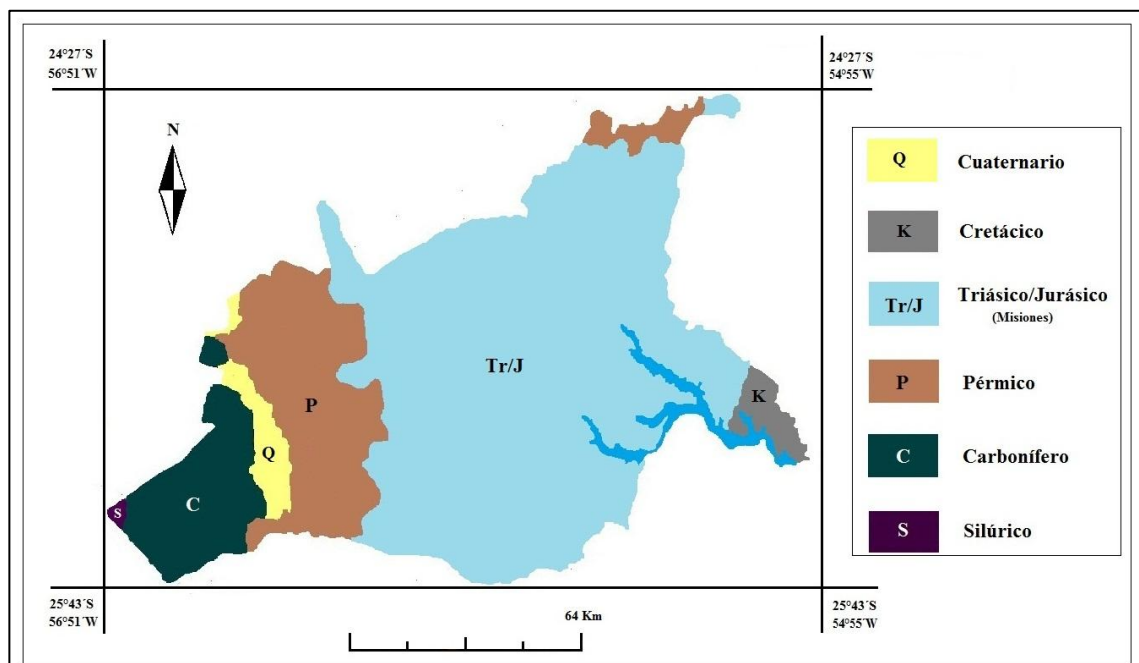 24°27´S
56°51´W
24°27´S
54°55´W
N
Q
Cuaternario
K
Cretácico
Tr/J
Triásico/Jurásico
(Misiones)
P
Pérmico
C
Carbonífero
S
Silúrico
Tr/J
K
P
Q
C
S
25°43´S
56°51´W
64 Km
25°43´S
54°55´W